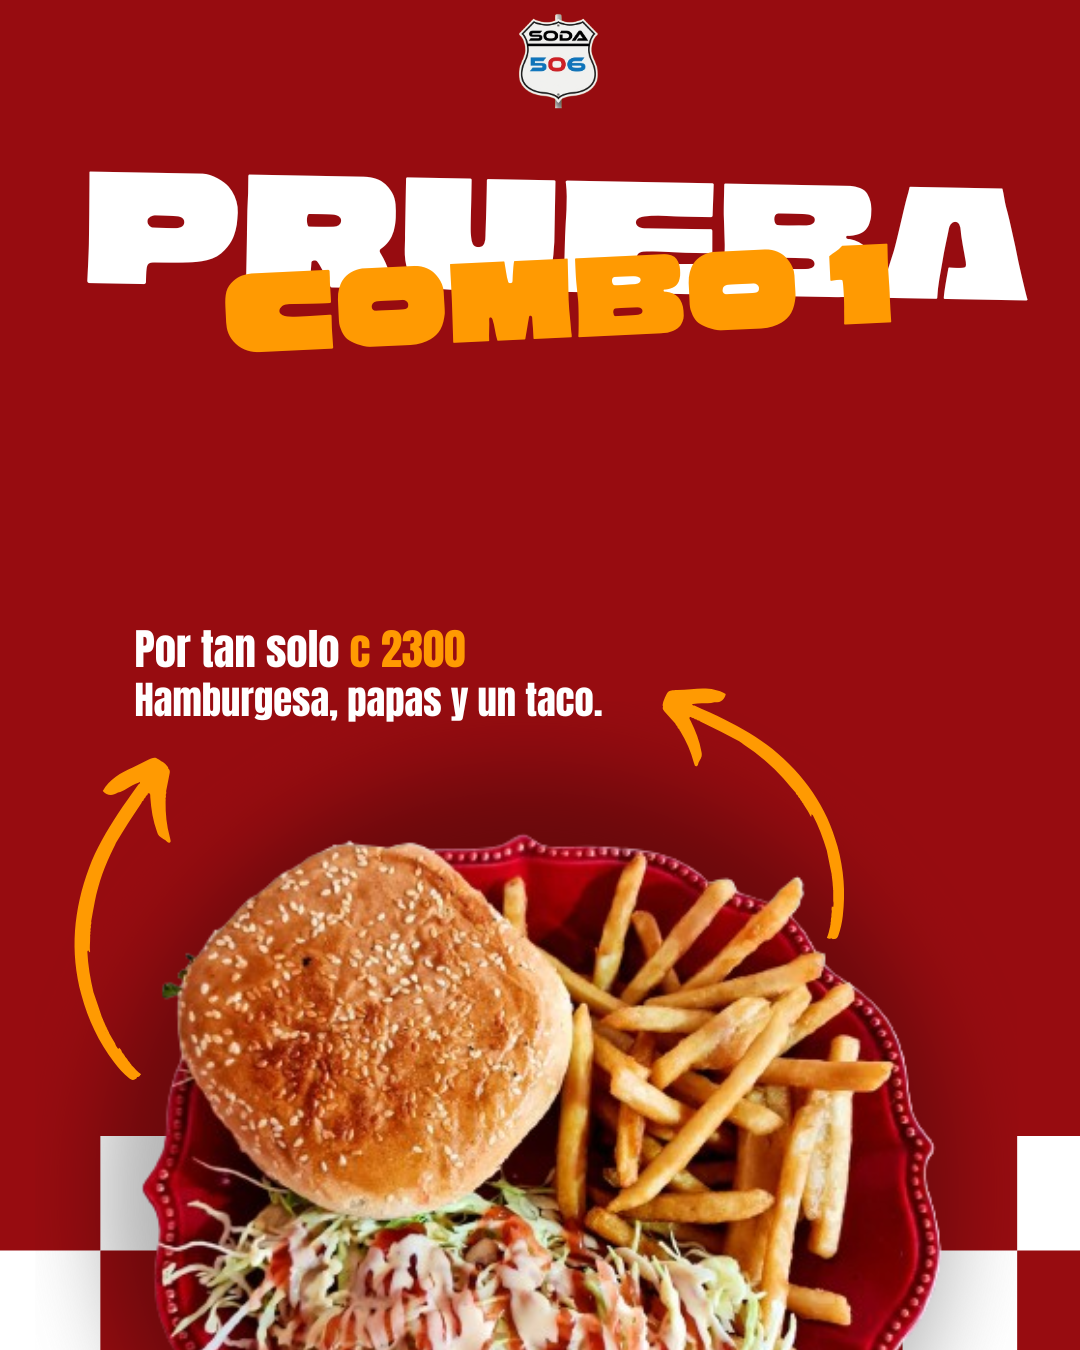 SODA
506
PRUEBA
COMBO 1
Por tan solo c 2300
Hamburgesa, papas y un taco.